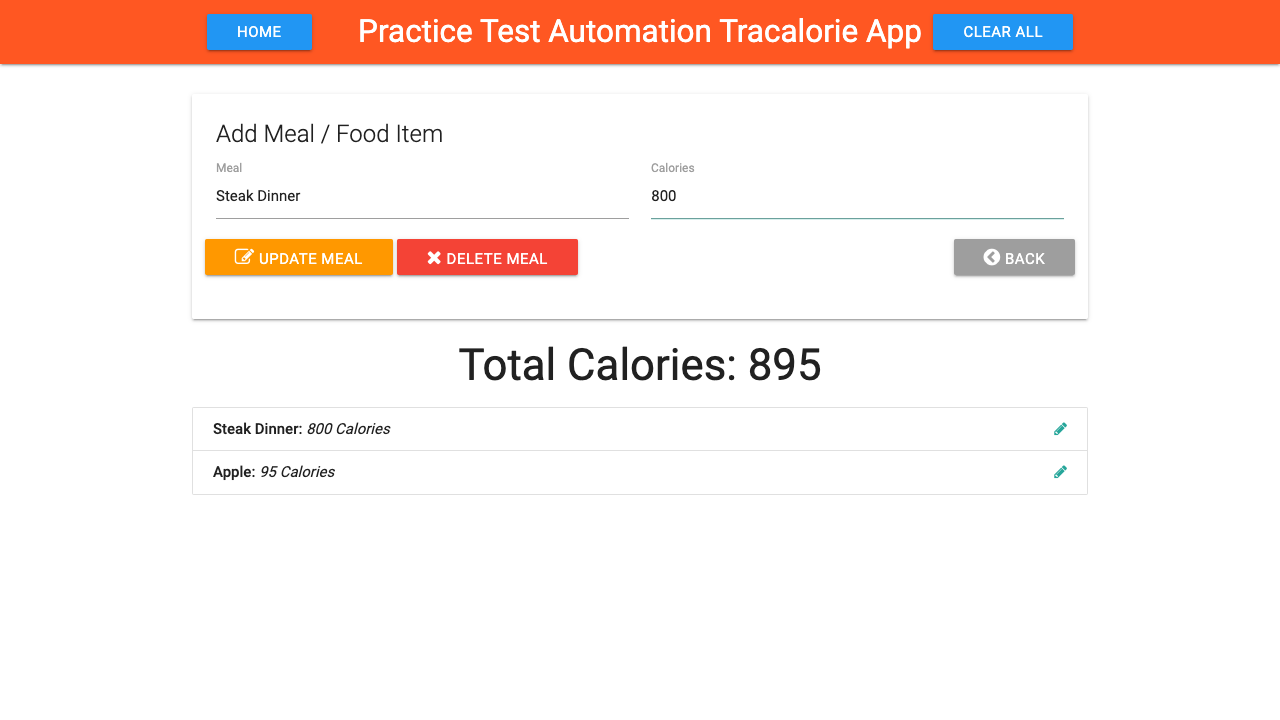 HOME
Practice Test Automation Tracalorie App
CLEAR ALL
Add Meal / Food Item
Meal
Calories
Steak Dinner
800
UPDATE MEAL
DELETE MEAL
BACK
Total Calories: 895
Steak Dinner: 800 Calories
Apple: 95 Calories